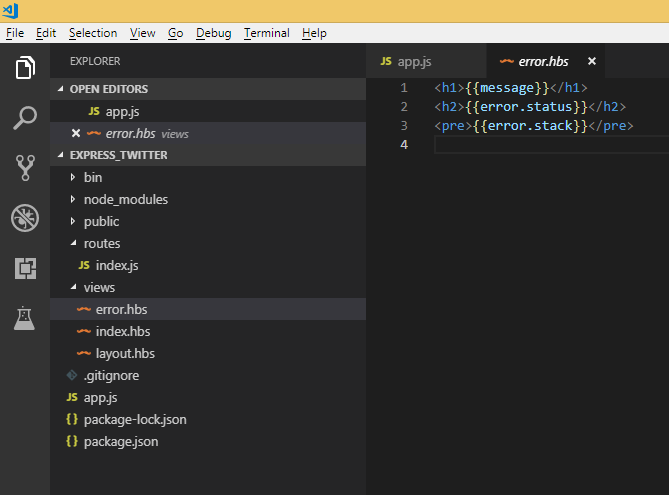 File Edit Selection View Go Debug Terminal Help
EXPLORER
OPEN EDITORS
JS app.js
error.hbs views
EXPRESS_TWITTER
bin
node_modules
public
routes
JS index.js
views
error.hbs
index.hbs
layout.hbs
.gitignore
JS app.js
{ } package-lock.json
{ } package.json
JS app.js error.hbs
1 <h1>{{message}}</h1>
2 <h2>{{error.status}}</h2>
3 <pre>{{error.stack}}</pre>
4